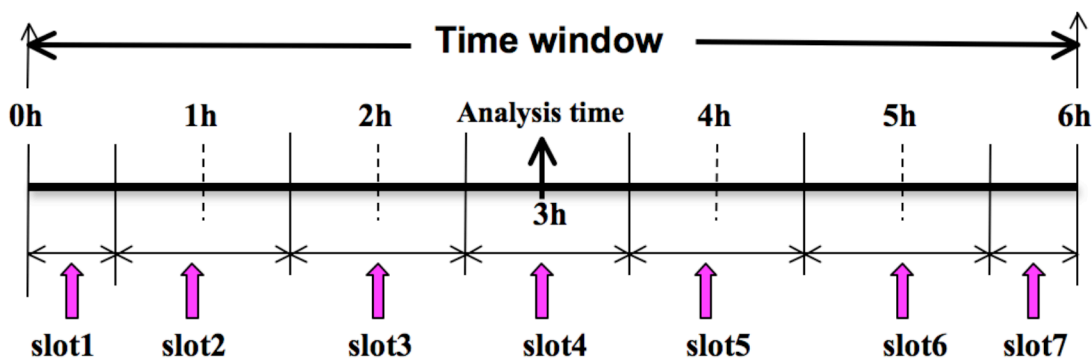 Time window
0h 1h 2h Analysis time 4h 5h 6h
3h
slot1 slot2 slot3 slot4 slot5 slot6 slot7